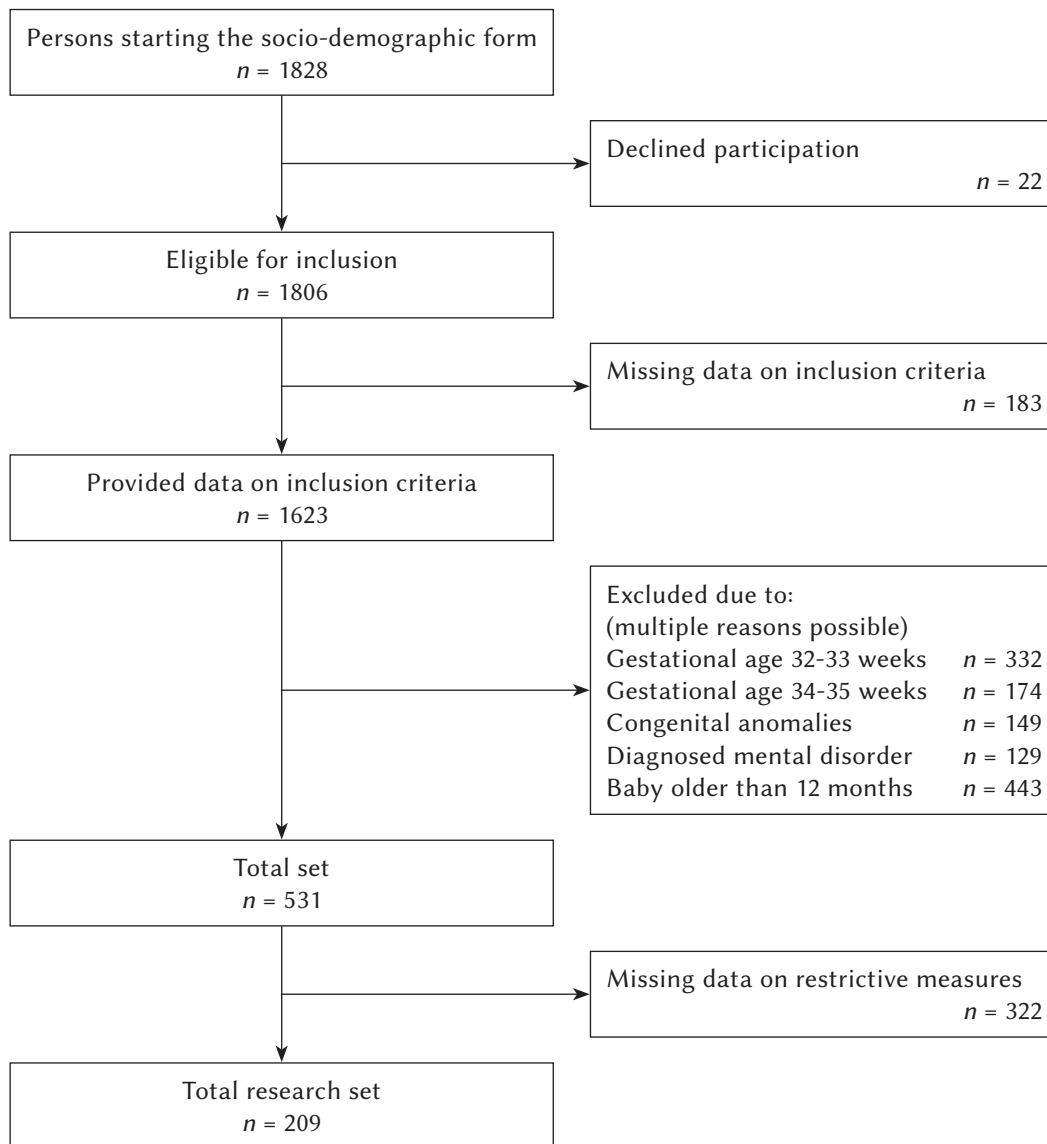 Persons starting the socio-demographic form
n = 1828
Declined participation
n = 22
Eligible for inclusion
n = 1806
Missing data on inclusion criteria
n = 183
Provided data on inclusion criteria
n = 1623
Excluded due to:
(multiple reasons possible)
Gestational age 32-33 weeks n = 332
Gestational age 34-35 weeks n = 174
Congenital anomalies n = 149
Diagnosed mental disorder n = 129
Baby older than 12 months n = 443
Total set
n = 531
Missing data on restrictive measures
n = 322
Total research set
n = 209